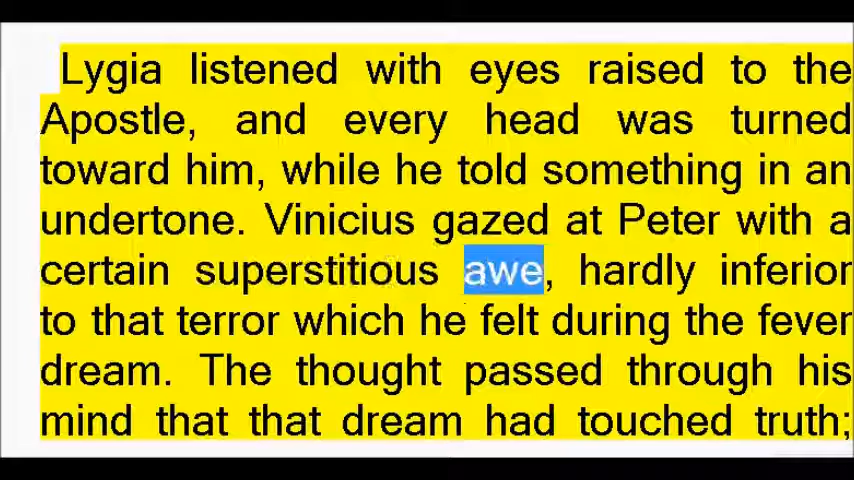 Lygia listened with eyes raised to the
Apostle, and every head was turned
toward him, while he told something in an
undertone. Vinicius gazed at Peter with a
certain superstitious awe, hardly inferior
to that terror which he felt during the fever
dream. The thought passed through his
mind that that dream had touched truth;